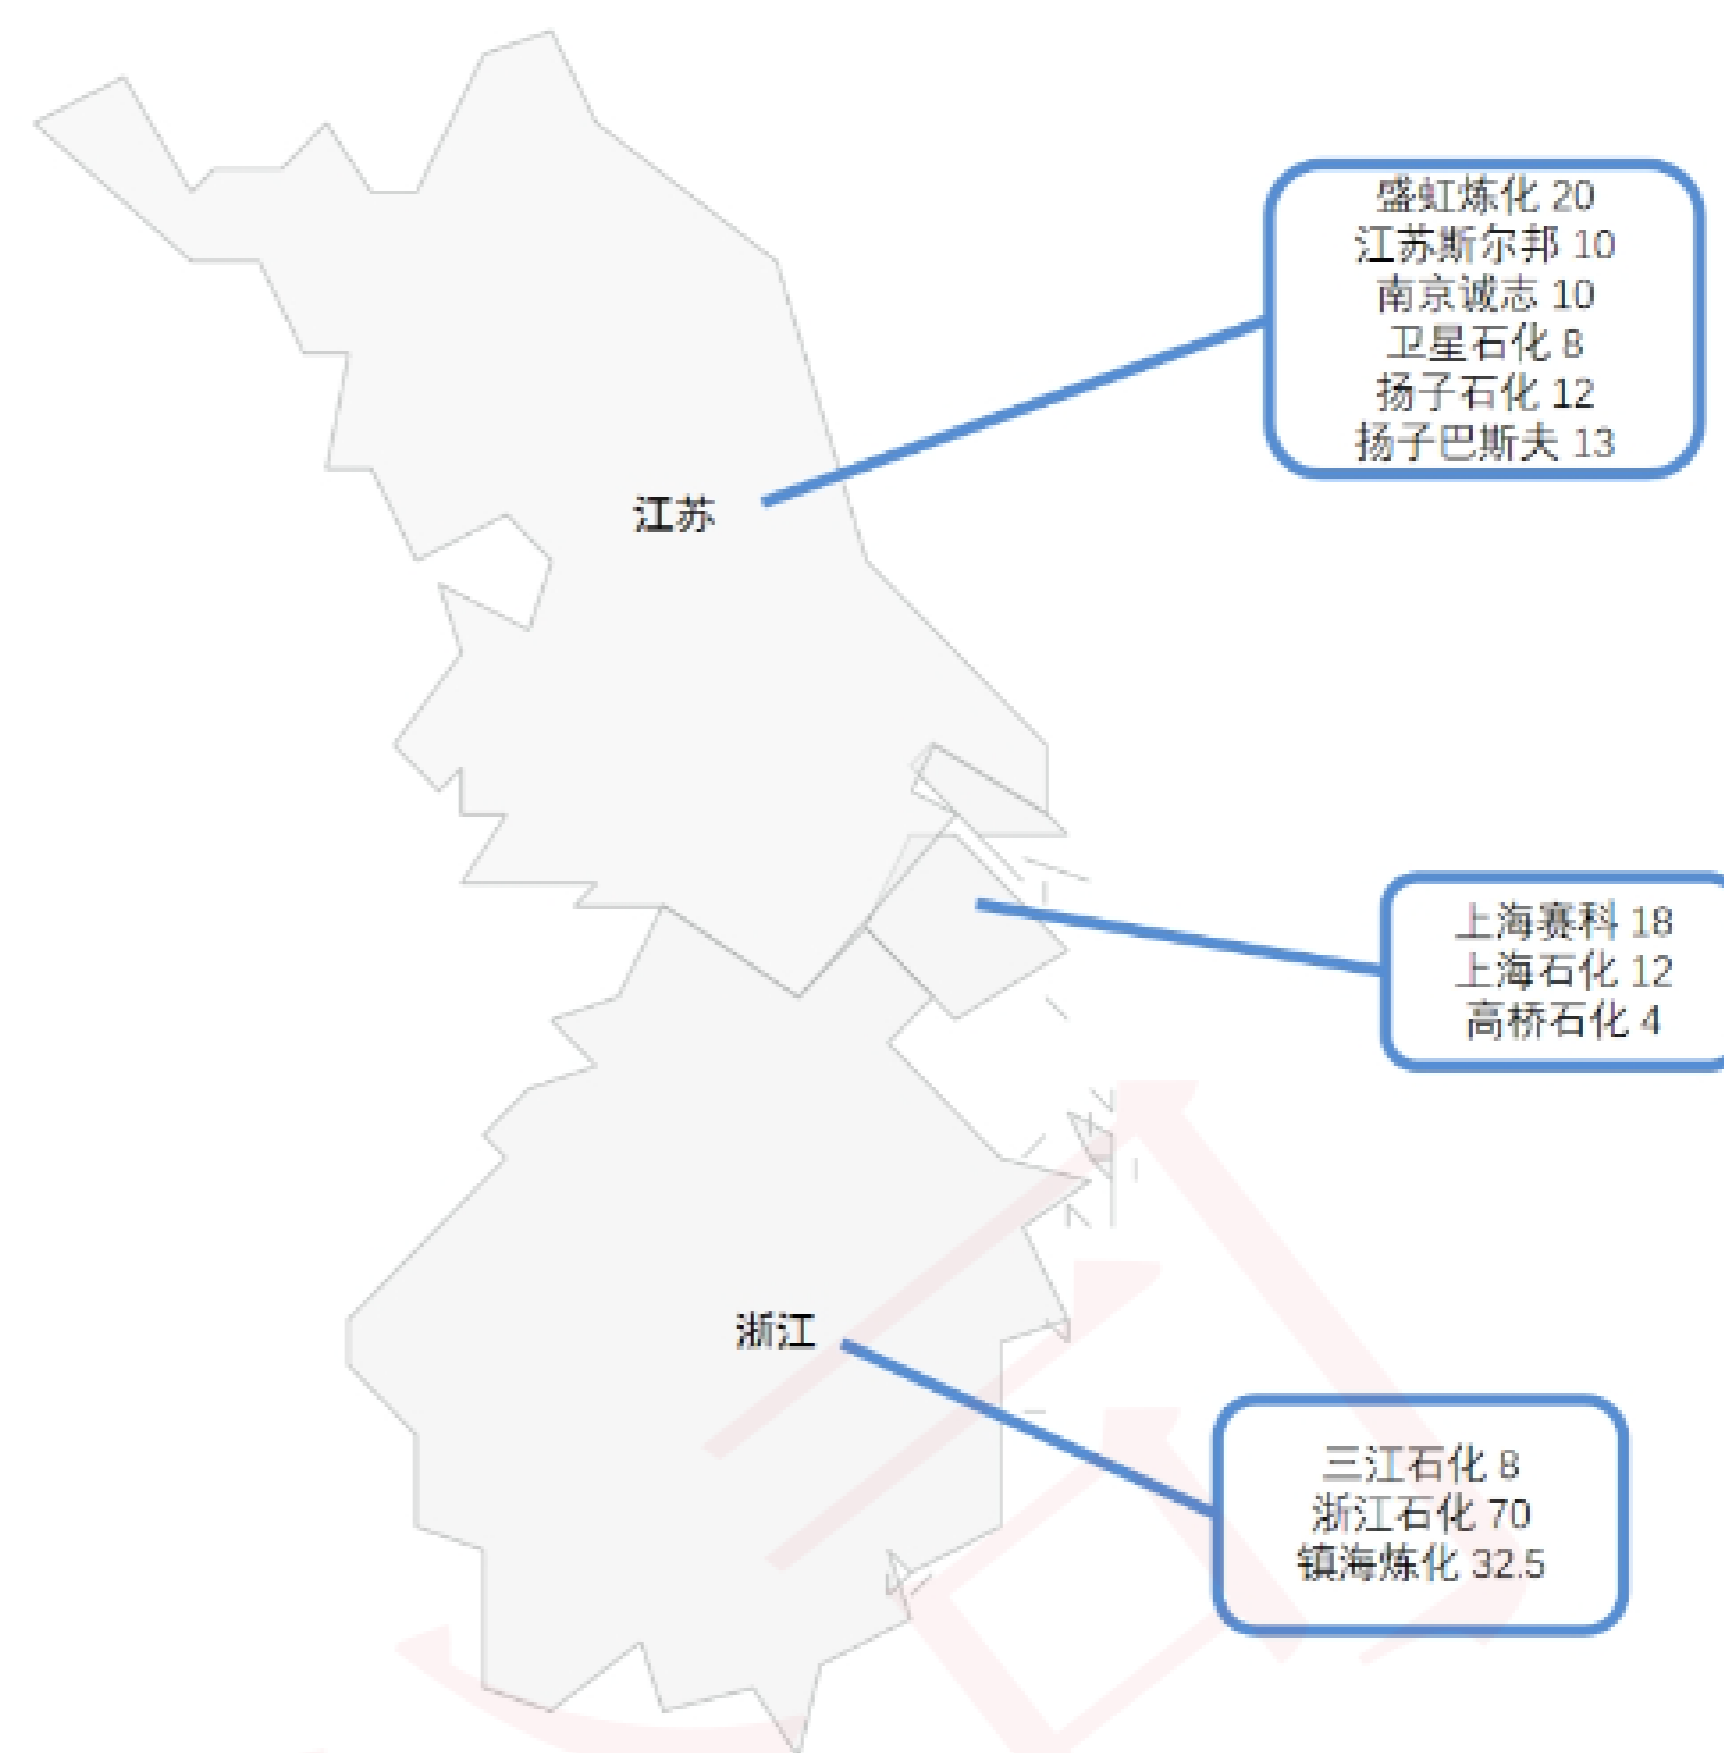 盛虹炼化 20
江苏斯尔邦 10
南京诚志 10
卫星石化 8
扬子石化 12
扬子巴斯夫 13
江苏
上海赛科 18
上海石化 12
高桥石化 4
浙江
三江石化 8
浙江石化 70
镇海炼化 32.5